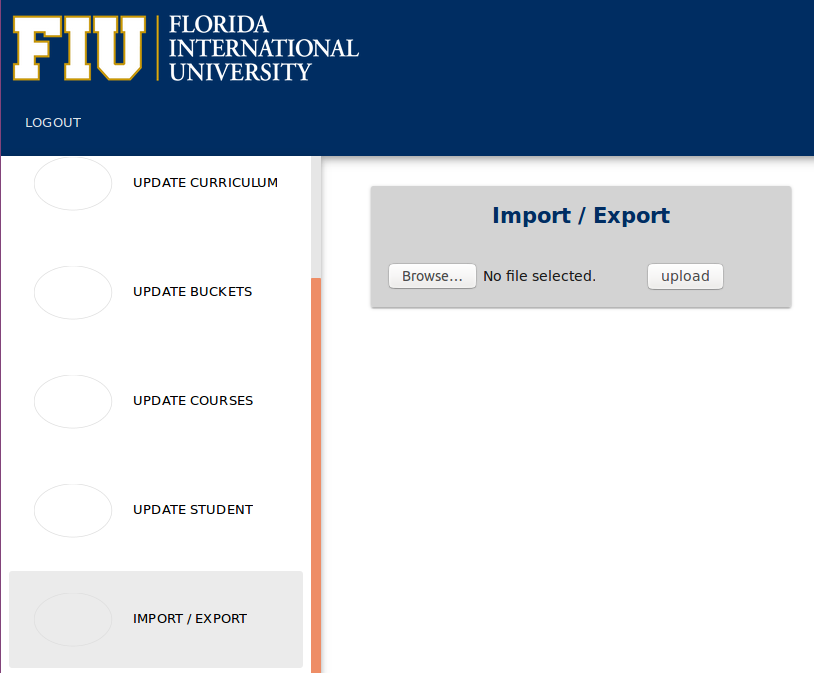 FIU
FLORIDA
INTERNATIONAL
UNIVERSITY
LOGOUT
UPDATE CURRICULUM
UPDATE BUCKETS
UPDATE COURSES
UPDATE STUDENT
IMPORT / EXPORT
Import / Export
Browse... No file selected. upload